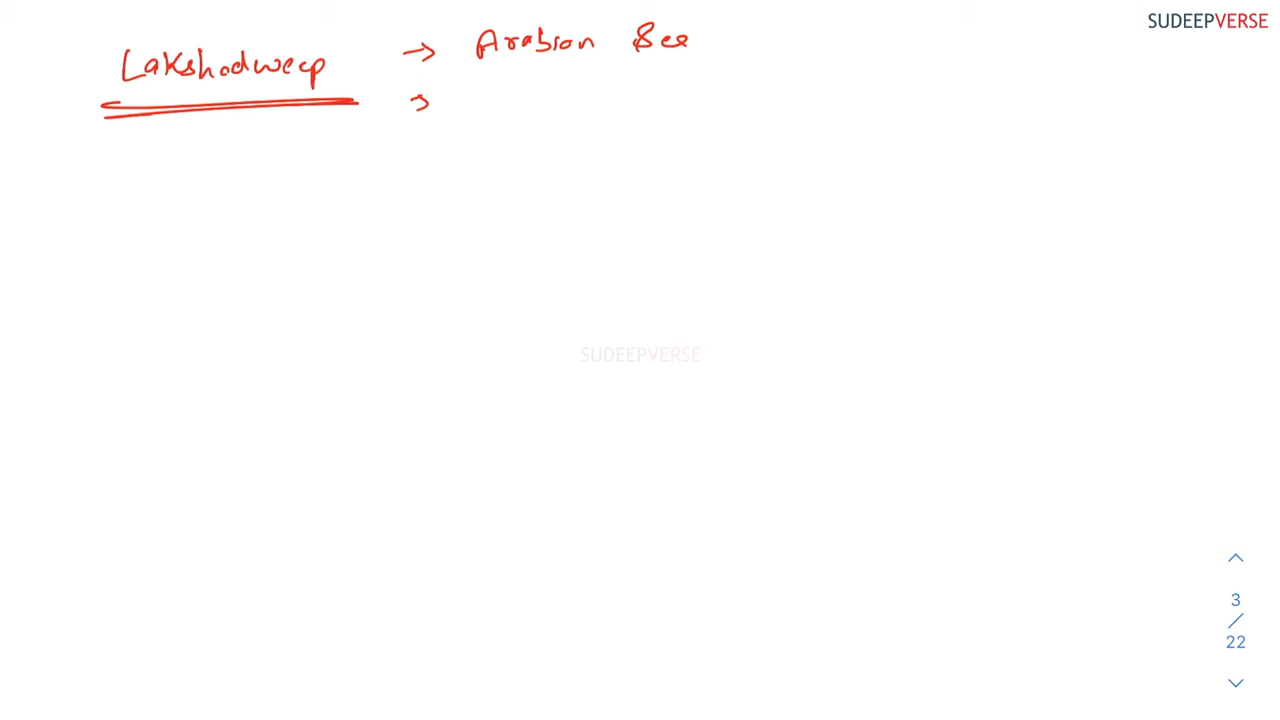 SUDEEPVERSE
Lakshadweep → Arabian Sea
→
SUDEEPVERSE
3
/
22